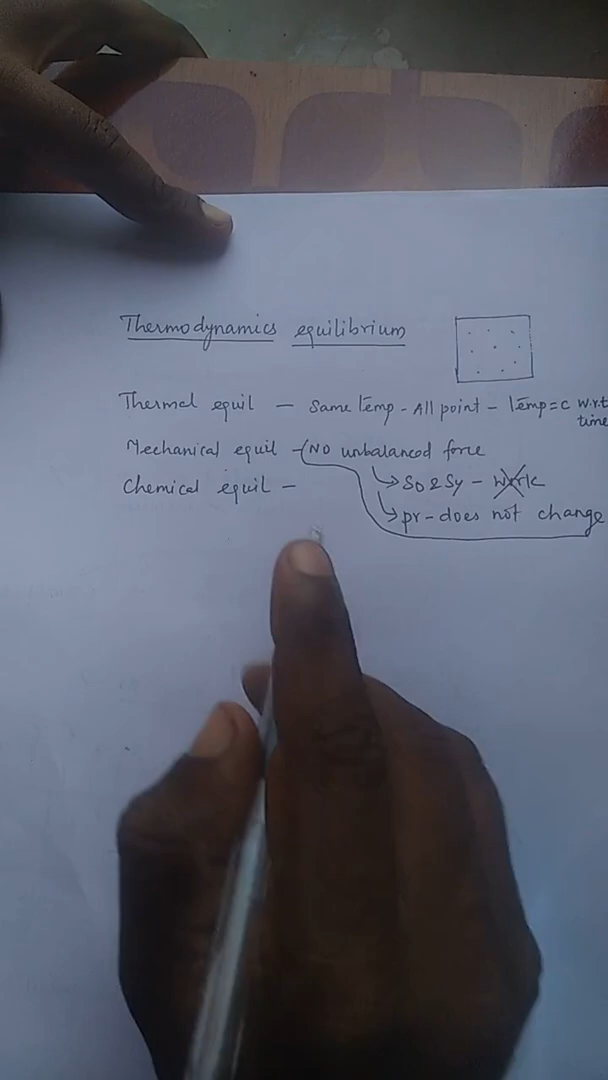 Thermodynamics equilibrium
Thermal equil - Same Temp - All point - Temp = c w.r.t time
Mechanical equil - (No unbalanced force
↳ So & Sy - Work
↳ pr - does not change
Chemical equil -